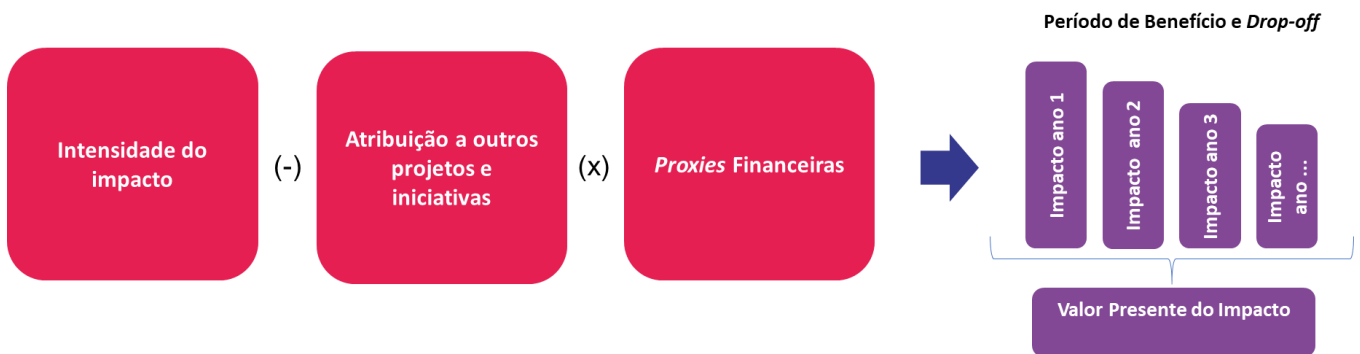 Intensidade do
impacto
(-)
Atribuição a outros
projetos e
iniciativas
(x)
Proxies Financeiras
Período de Benefício e Drop-off
Impacto ano 1
Impacto ano 2
Impacto ano 3
Impacto
ano ...
Valor Presente do Impacto